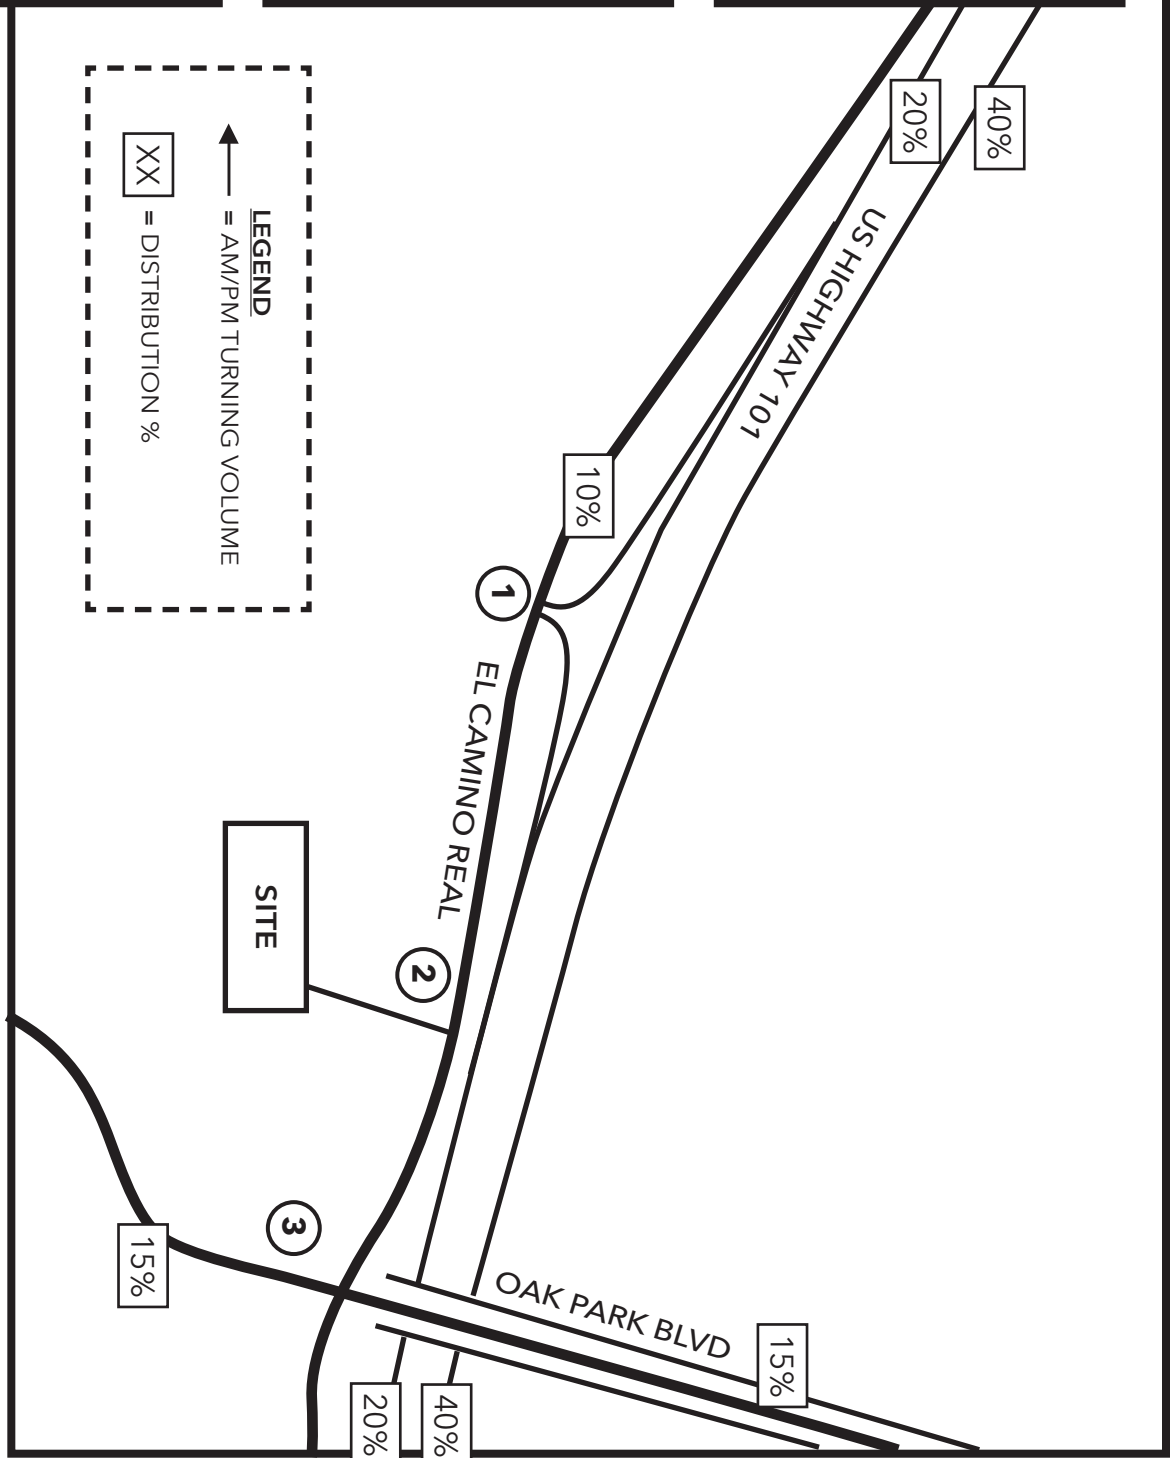 40%
20%
US HIGHWAY 101
10%
1
EL CAMINO REAL
2
SITE
3
15%
OAK PARK BLVD
15%
40%
20%
LEGEND
= AM/PM TURNING VOLUME
XX = DISTRIBUTION %